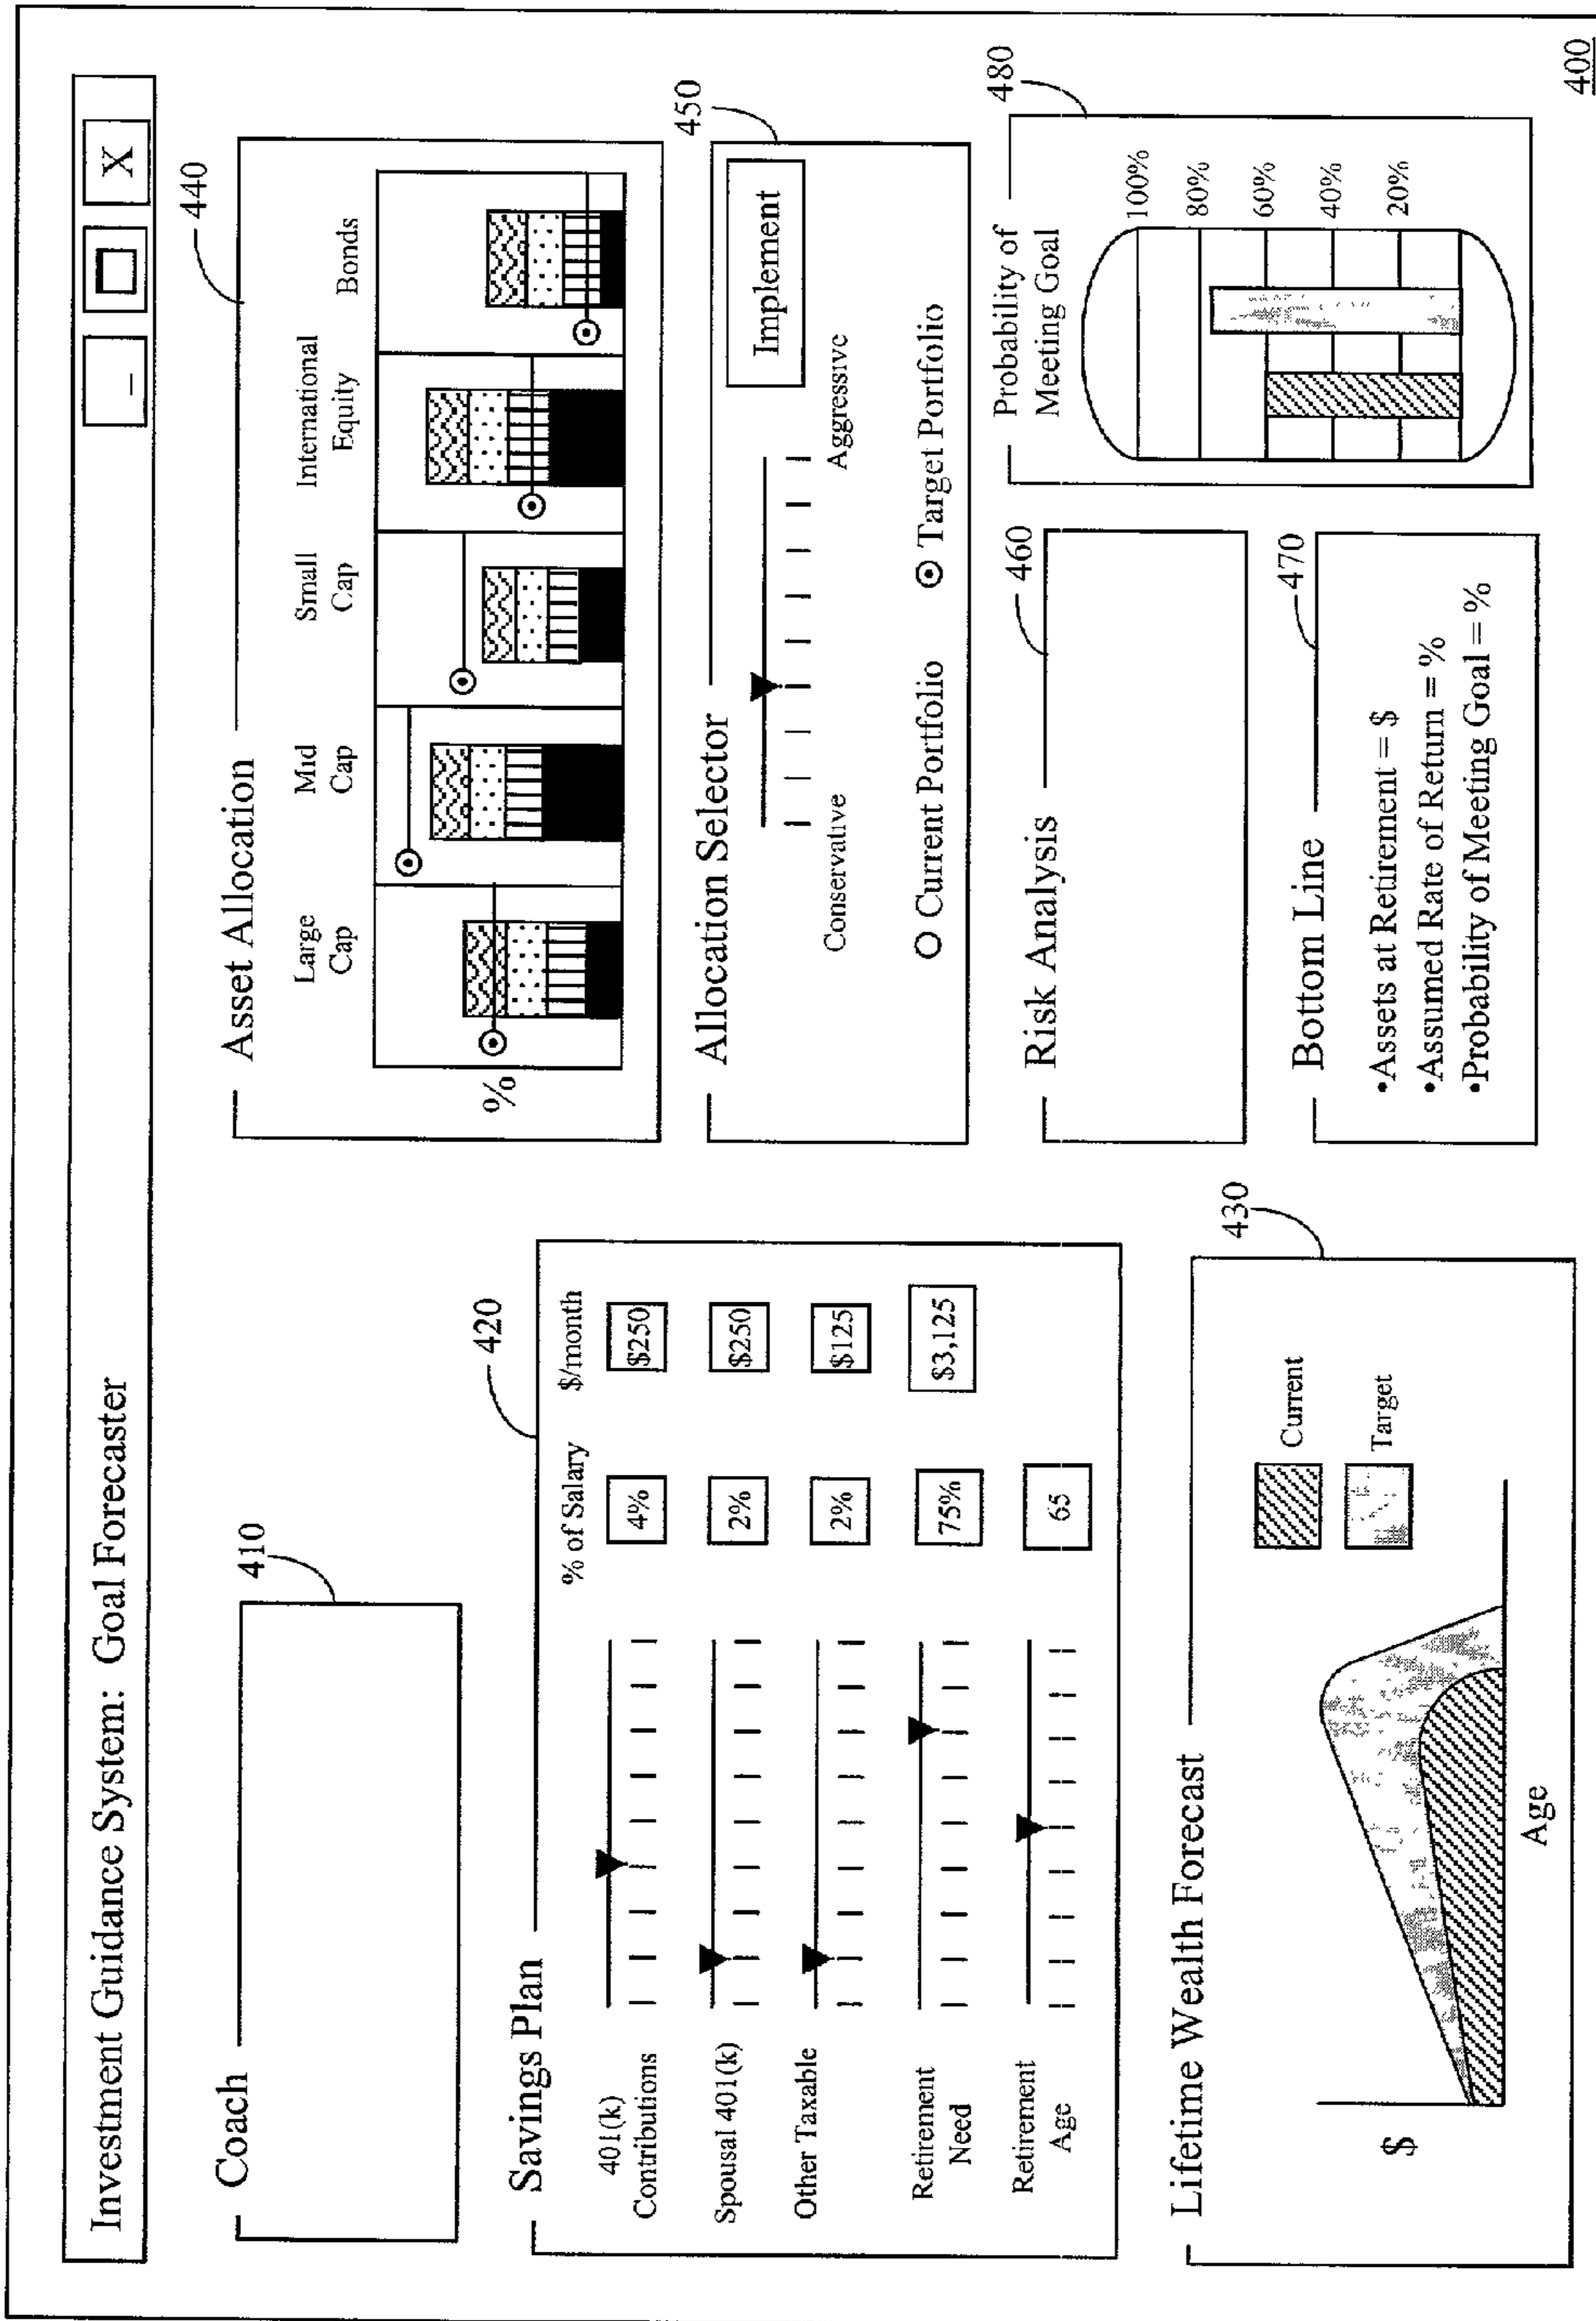 Investment Guidance System: Goal Forecaster
_
X
Coach
410
Savings Plan
420
% of Salary
$/month
401(k)
Contributions
4%
$250
Spousal 401(k)
2%
$250
Other Taxable
2%
$125
Retirement
Need
75%
$3,125
Retirement
Age
65
Lifetime Wealth Forecast
430
$
Current
Target
Age
Asset Allocation
440
Large
Cap
Mid
Cap
Small
Cap
International
Equity
Bonds
%
Allocation Selector
450
Implement
Conservative
Aggressive
Current Portfolio
Target Portfolio
Risk Analysis
460
Bottom Line
470
•Assets at Retirement = $
•Assumed Rate of Return = %
•Probability of Meeting Goal = %
Probability of
Meeting Goal
480
100%
80%
60%
40%
20%
400